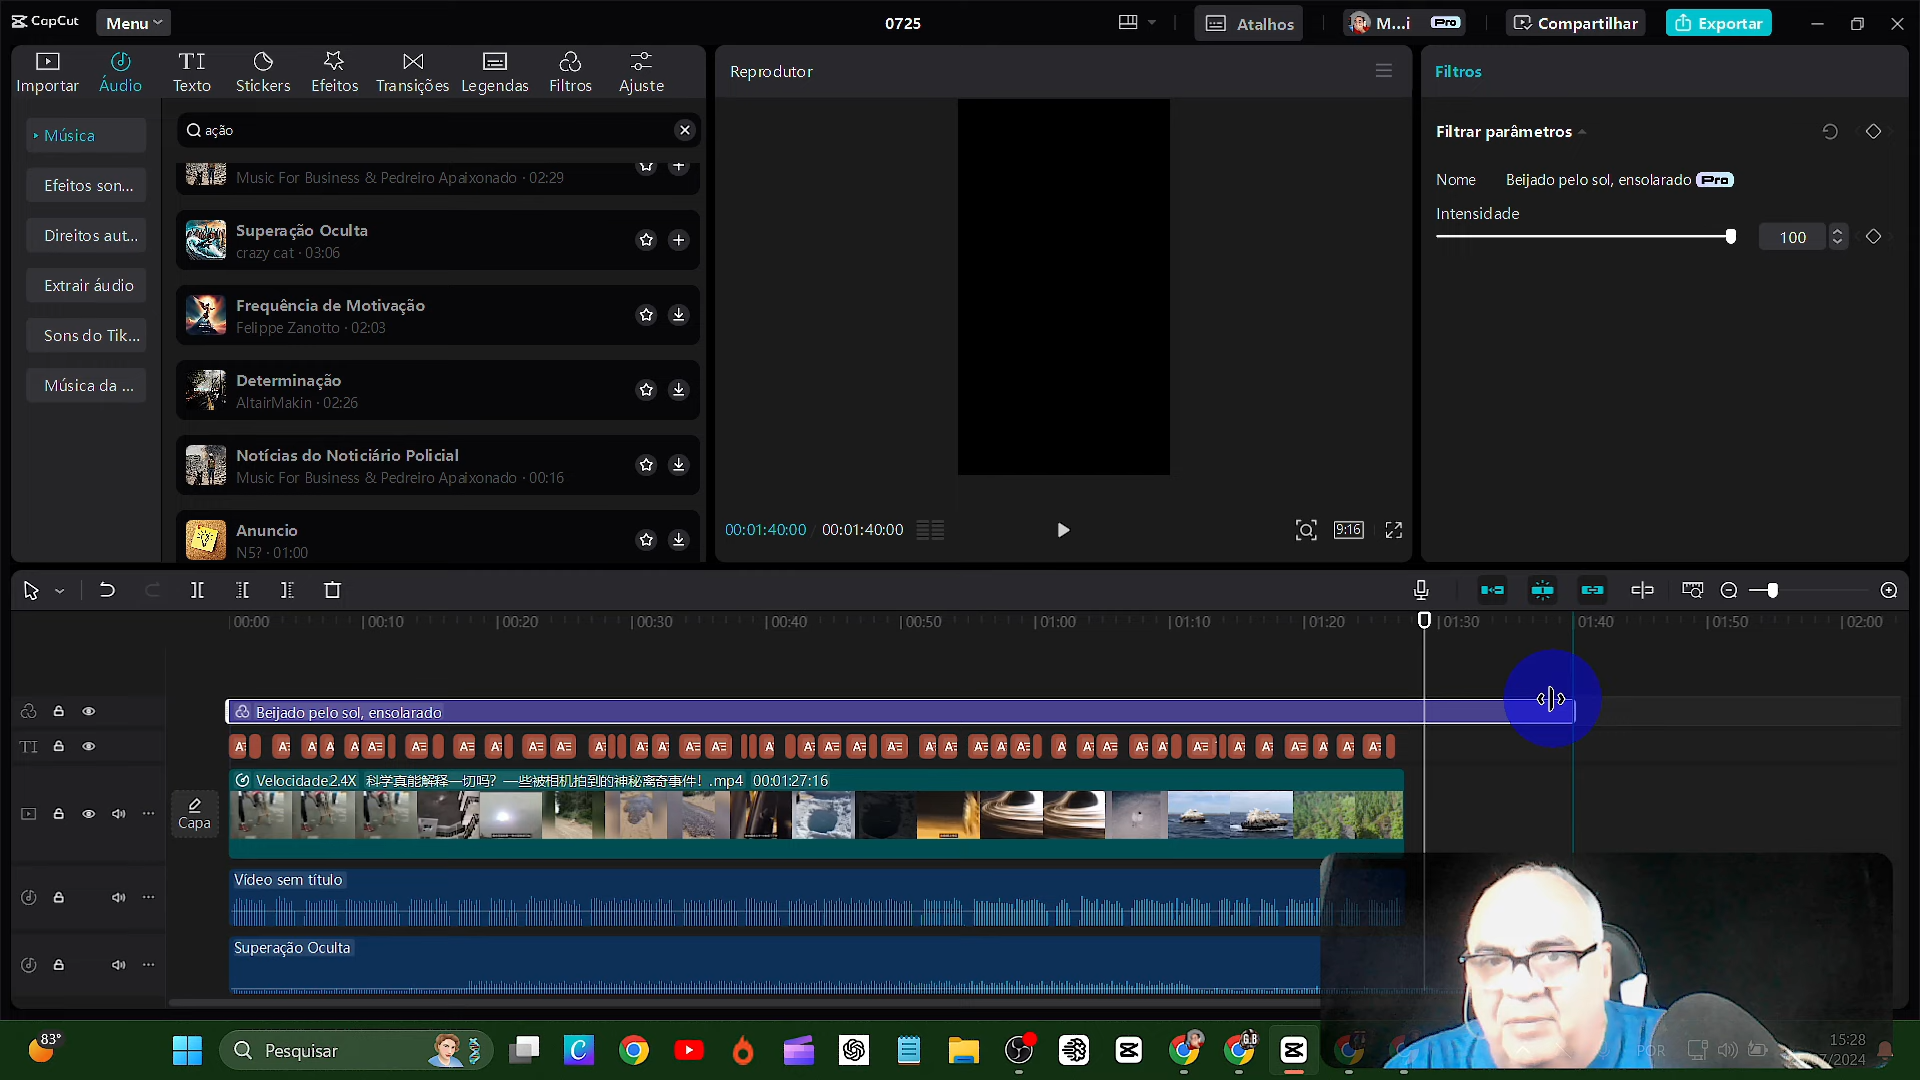 CapCut
Menu
0725
Atalhos
M...i
Pro
Compartilhar
Exportar
Importar
Áudio
Texto
Stickers
Efeitos
Transições
Legendas
Filtros
Ajuste
Reprodutor
Filtros
Música
Efeitos son...
Direitos aut...
Extrair áudio
Sons do Tik...
Música da ...
ação
Music For Business & Pedreiro Apaixonado · 02:29
Superação Oculta
crazy cat · 03:06
Frequência de Motivação
Felippe Zanotto · 02:03
Determinação
AltairMakin · 02:26
Notícias do Noticiário Policial
Music For Business & Pedreiro Apaixonado · 00:16
Anuncio
N5? · 01:00
Filtrar parâmetros
Nome
Beijado pelo sol, ensolarado
Pro
Intensidade
100
00:01:40:00
00:01:40:00
9:16
00:00
00:10
00:20
00:30
00:40
00:50
01:00
01:10
01:20
01:30
01:40
01:50
02:00
Beijado pelo sol, ensolarado
Capa
Velocidade2.4X 科学真能解释一切吗？一些被相机拍到的神秘离奇事件！.mp4 00:01:27:16
Vídeo sem título
Superação Oculta
83°
Pesquisar
G.B
POR
15:28
/07/2024